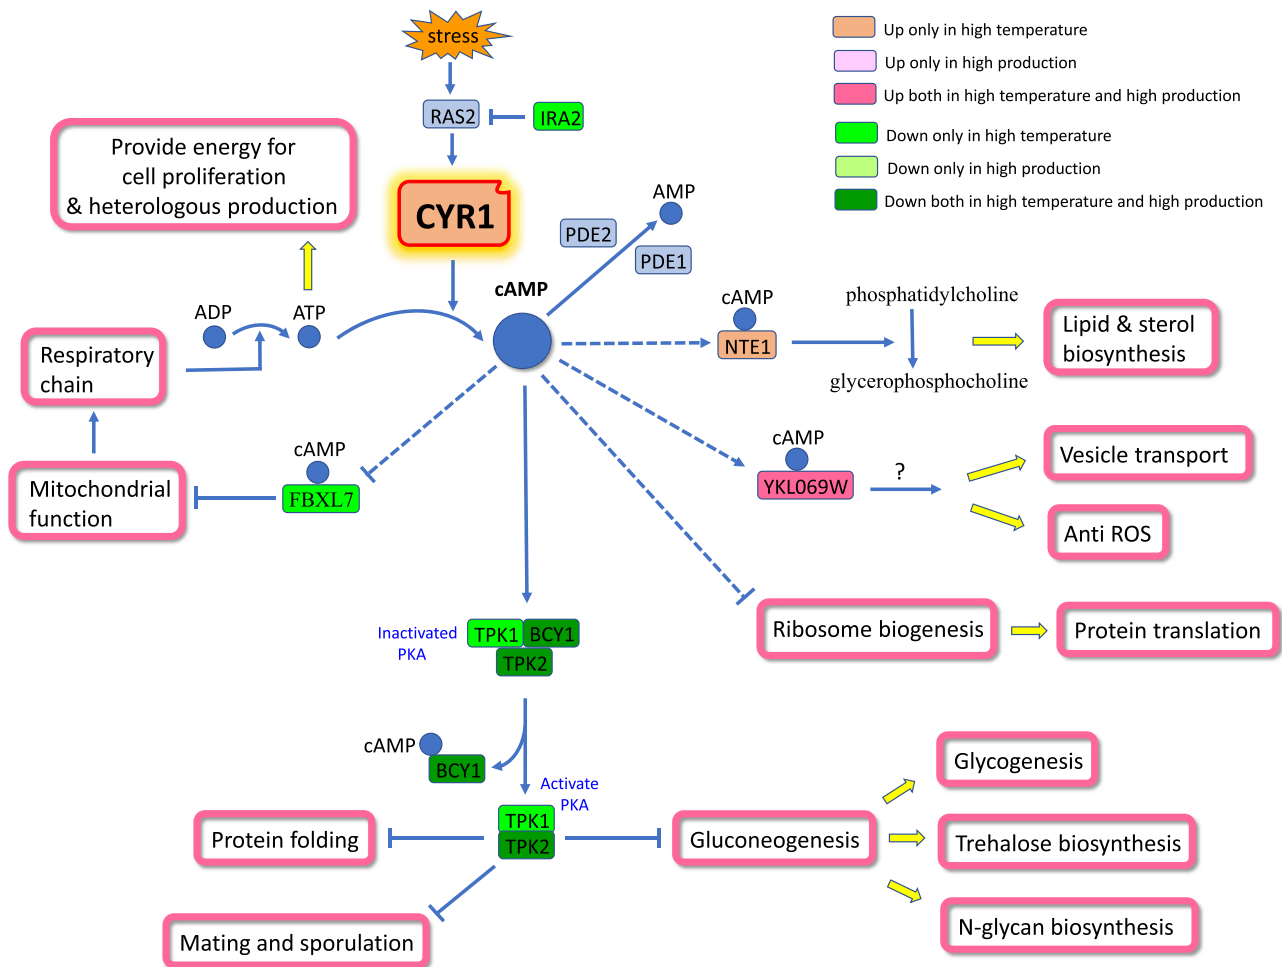 stress
Up only in high temperature
Up only in high production
Up both in high temperature and high production
Down only in high temperature
Down only in high production
Down both in high temperature and high production
RAS2
IRA2
Provide energy for
cell proliferation
& heterologous production
CYR1
AMP
PDE2
PDE1
cAMP
ADP
ATP
cAMP
NTE1
phosphatidylcholine
glycerophosphocholine
Lipid & sterol
biosynthesis
Respiratory
chain
cAMP
FBXL7
Mitochondrial
function
cAMP
YKL069W
?
Vesicle transport
Anti ROS
Inactivated
PKA
TPK1
BCY1
TPK2
Ribosome biogenesis
Protein translation
cAMP
BCY1
Activate
PKA
TPK1
TPK2
Protein folding
Gluconeogenesis
Glycogenesis
Trehalose biosynthesis
N-glycan biosynthesis
Mating and sporulation